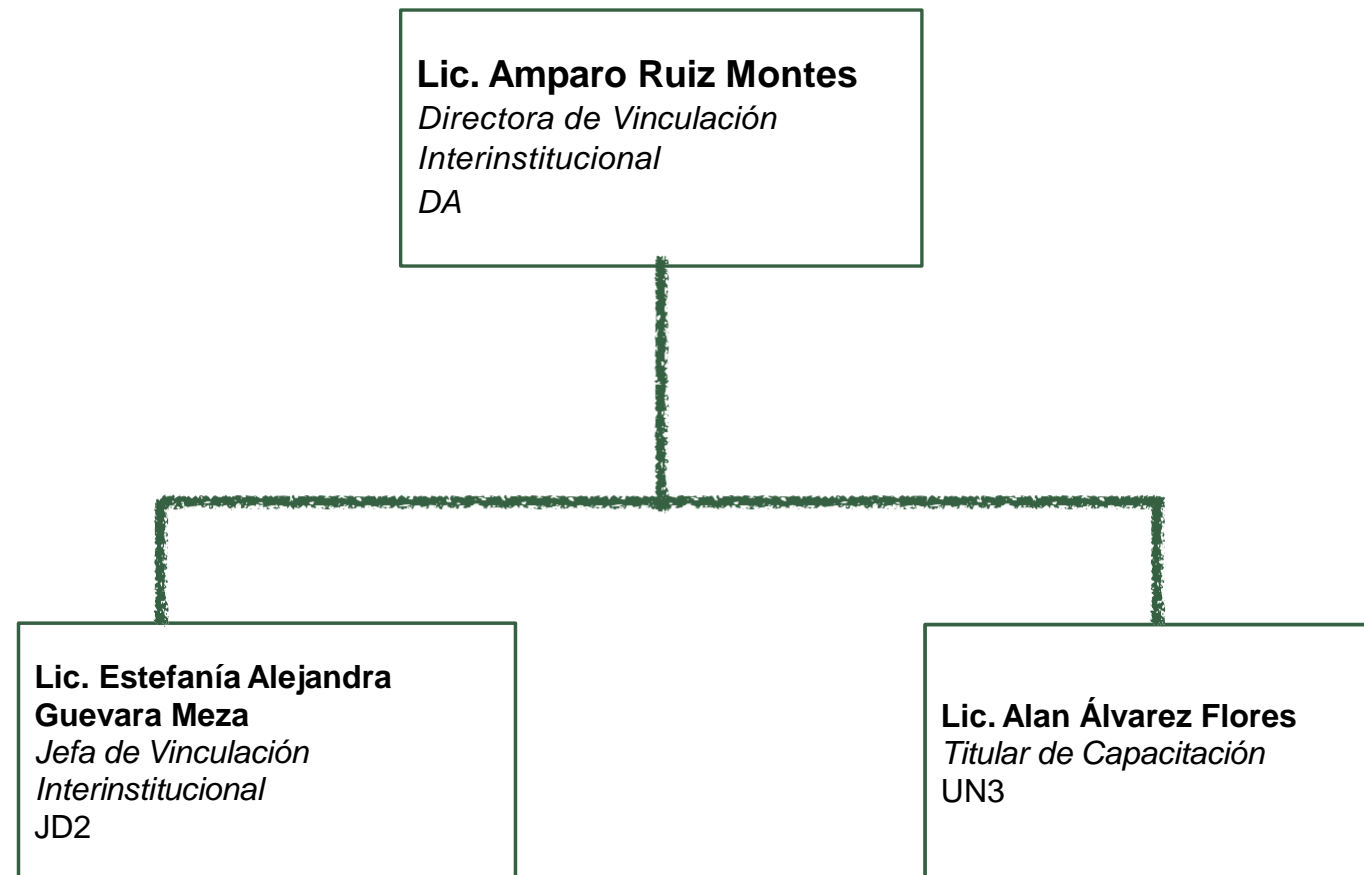 Lic. Amparo Ruiz Montes
Directora de Vinculación
Interinstitucional
DA
Lic. Estefanía Alejandra
Guevara Meza
Jefa de Vinculación
Interinstitucional
JD2
Lic. Alan Álvarez Flores
Titular de Capacitación
UN3